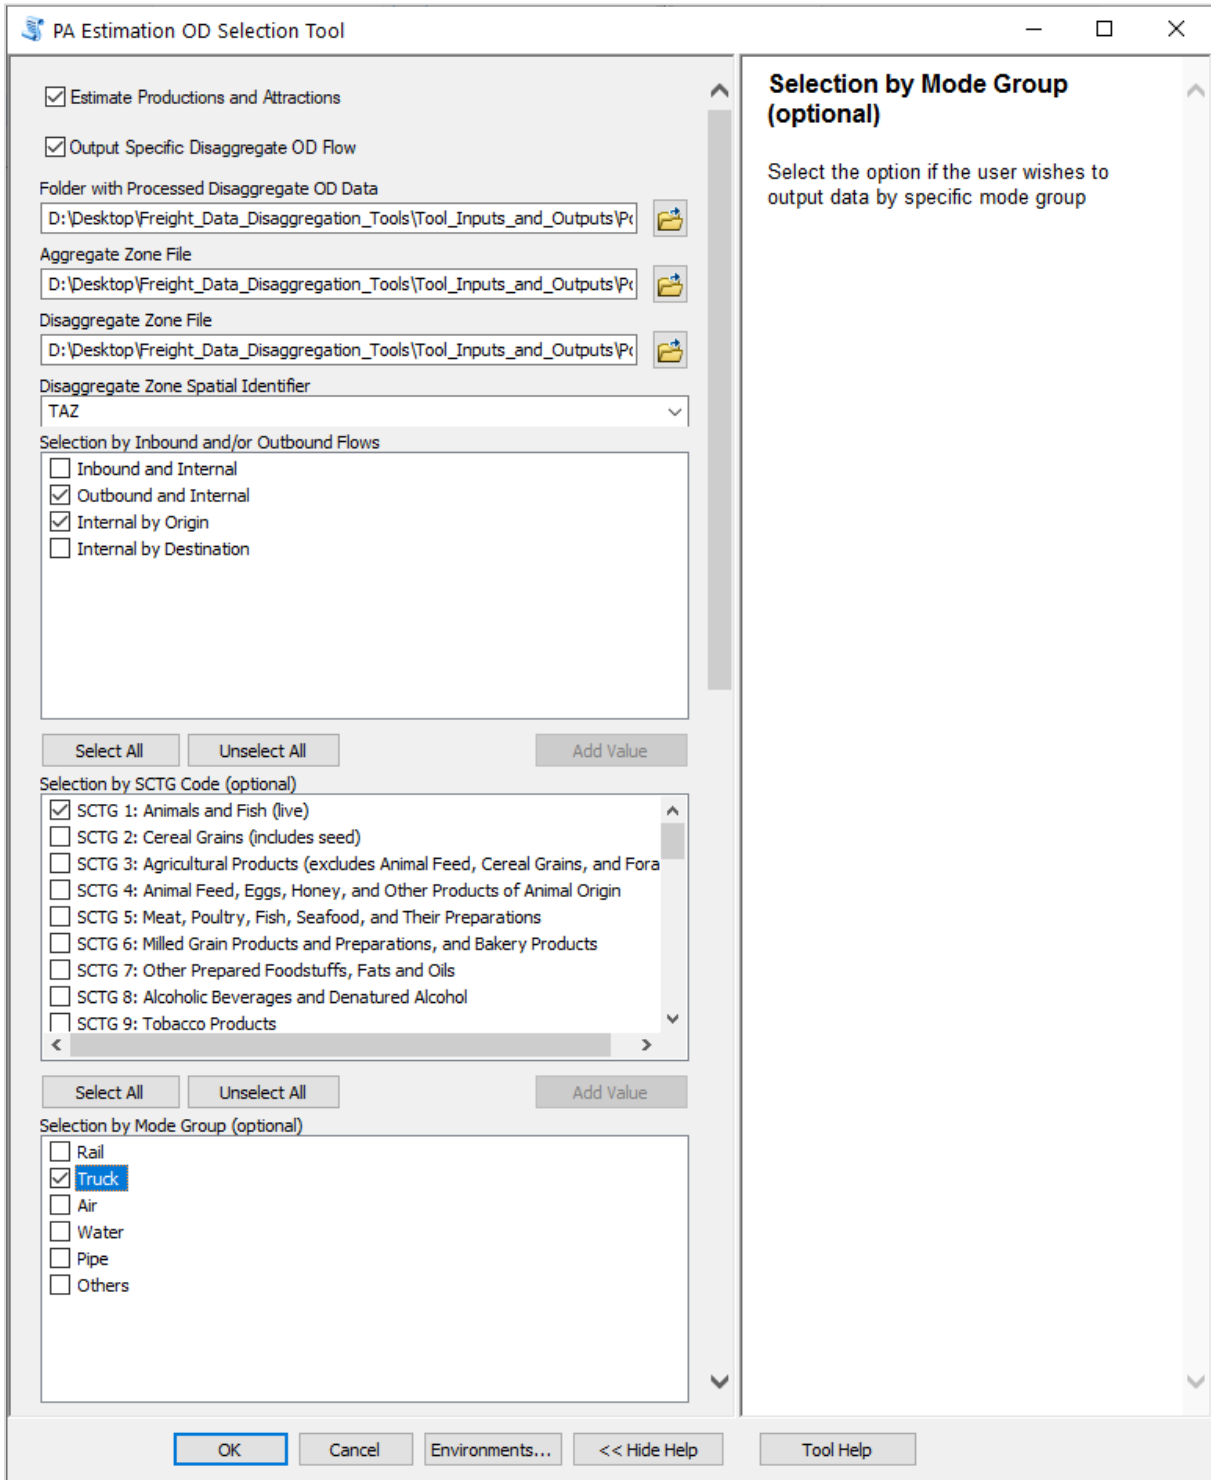 PA Estimation OD Selection Tool
Estimate Productions and Attractions
Output Specific Disaggregate OD Flow
Folder with Processed Disaggregate OD Data
D:\Desktop\Freight_Data_Disaggregation_Tools\Tool_Inputs_and_Outputs\Po
Aggregate Zone File
D:\Desktop\Freight_Data_Disaggregation_Tools\Tool_Inputs_and_Outputs\Po
Disaggregate Zone File
D:\Desktop\Freight_Data_Disaggregation_Tools\Tool_Inputs_and_Outputs\Po
Disaggregate Zone Spatial Identifier
TAZ
Selection by Inbound and/or Outbound Flows
Inbound and Internal
Outbound and Internal
Internal by Origin
Internal by Destination
Select All Unselect All Add Value
Selection by SCTG Code (optional)
SCTG 1: Animals and Fish (live)
SCTG 2: Cereal Grains (includes seed)
SCTG 3: Agricultural Products (excludes Animal Feed, Cereal Grains, and Fora
SCTG 4: Animal Feed, Eggs, Honey, and Other Products of Animal Origin
SCTG 5: Meat, Poultry, Fish, Seafood, and Their Preparations
SCTG 6: Milled Grain Products and Preparations, and Bakery Products
SCTG 7: Other Prepared Foodstuffs, Fats and Oils
SCTG 8: Alcoholic Beverages and Denatured Alcohol
SCTG 9: Tobacco Products
Select All Unselect All Add Value
Selection by Mode Group (optional)
Rail
Truck
Air
Water
Pipe
Others
Selection by Mode Group
(optional)
Select the option if the user wishes to
output data by specific mode group
OK Cancel Environments... << Hide Help Tool Help